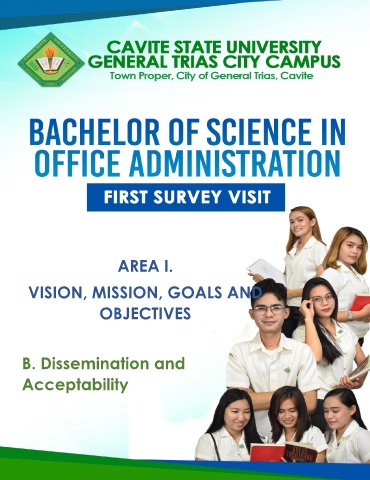 CAVITE STATE UNIVERSITY
GENERAL TRIAS CITY CAMPUS
Town Proper, City of General Trias, Cavite
BACHELOR OF SCIENCE IN
OFFICE ADMINISTRATION
FIRST SURVEY VISIT
AREA I.
VISION, MISSION, GOALS AND
OBJECTIVES
B. Dissemination and
Acceptability